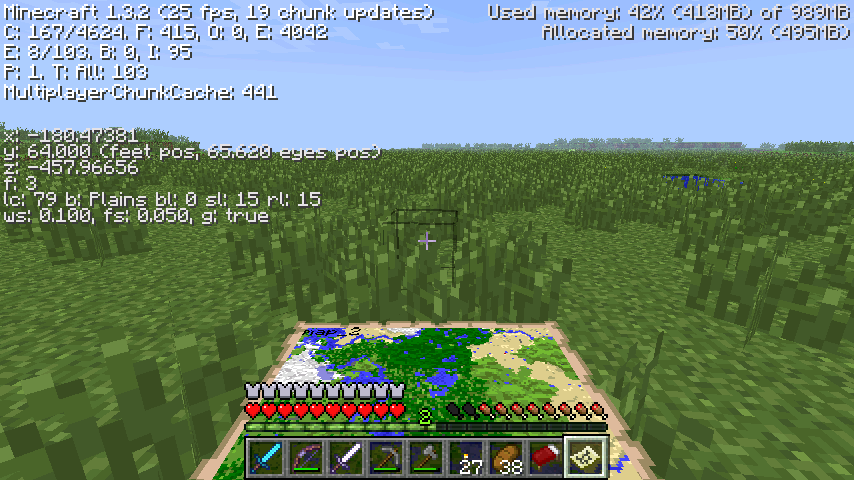 Minecraft 1.3.2 (25 fps, 19 chunk updates)
Used memory: 42% (418MB) of 989MB
C: 167/4624, F: 415, O: 0, E: 4042
Allocated memory: 50% (495MB)
E: 8/103. B: 0, I: 95
P: 1. T: All: 103
MultiplayerChunkCache: 441
x: -180.47381
y: 64.000 (feet pos, 65.620 eyes pos)
z: -457.96656
f: 3
lc: 79 b: Plains bl: 0 sl: 15 rl: 15
ws: 0.100, fs: 0.050, g: true
map_2
8
27
38